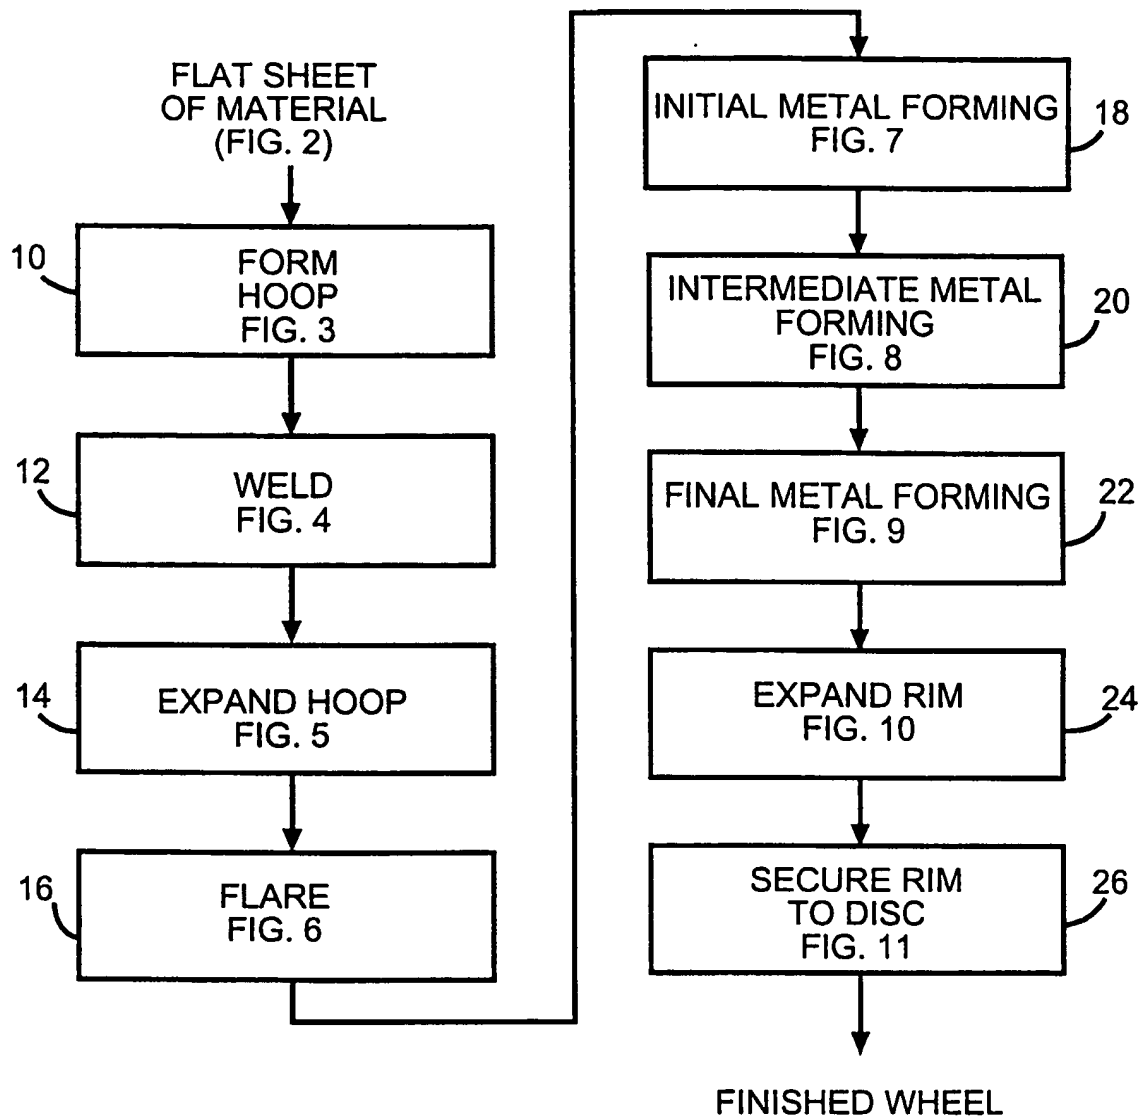 FLAT SHEET
OF MATERIAL
(FIG. 2)
10
FORM
HOOP
FIG. 3
12
WELD
FIG. 4
14
EXPAND HOOP
FIG. 5
16
FLARE
FIG. 6
INITIAL METAL FORMING
FIG. 7
18
INTERMEDIATE METAL
FORMING
FIG. 8
20
FINAL METAL FORMING
FIG. 9
22
EXPAND RIM
FIG. 10
24
SECURE RIM
TO DISC
FIG. 11
26
FINISHED WHEEL